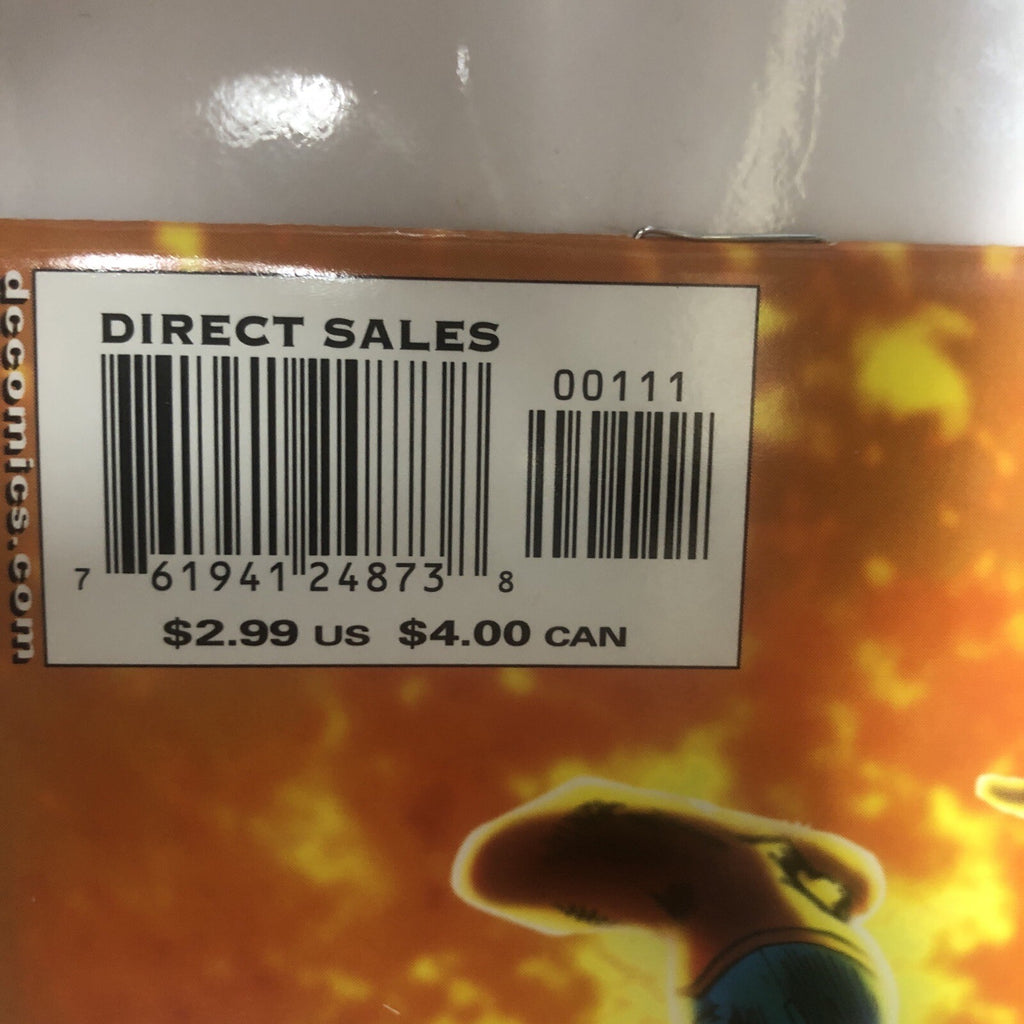 DIRECT SALES
00111
7 61941 24873 8
$2.99 US $4.00 CAN
dccomics.com